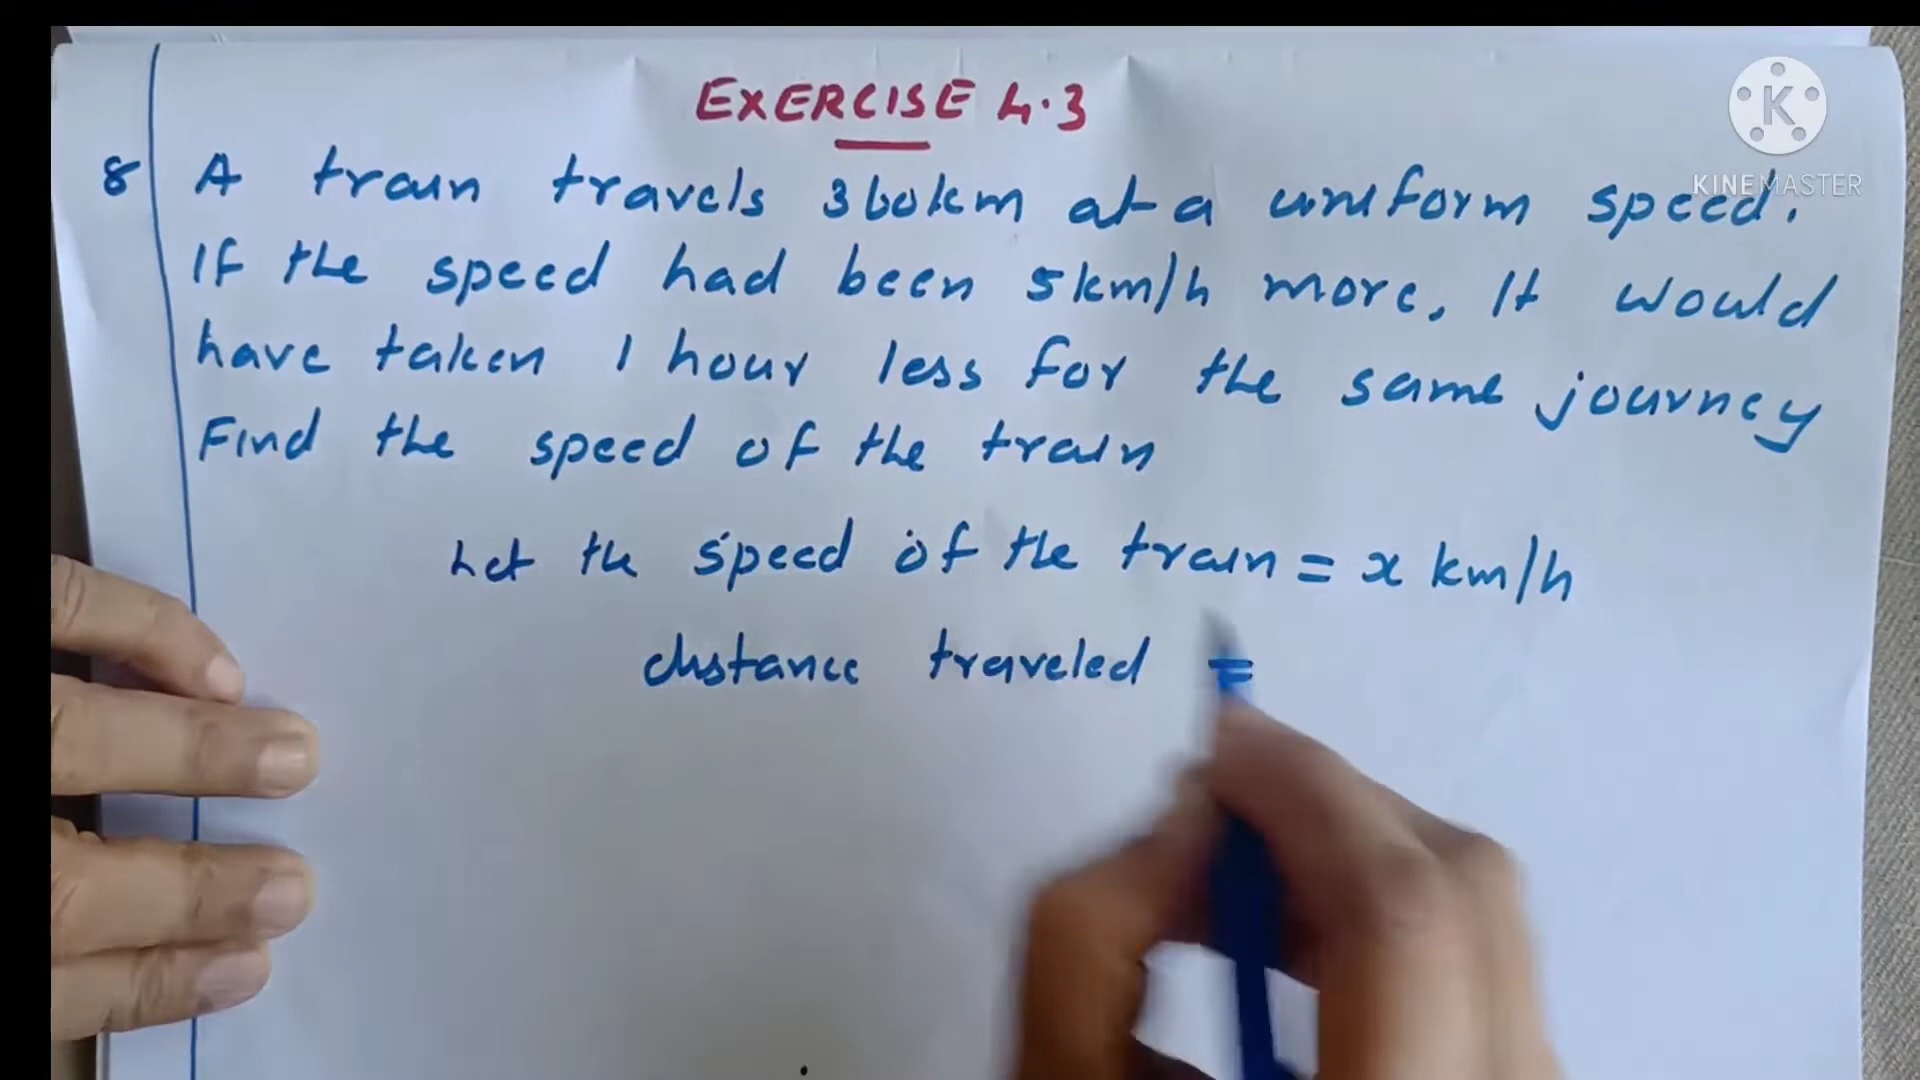 EXERCISE 4.3
K
KINEMASTER
8 A train travels 360km at a uniform speed.
If the speed had been 5km/h more, It would
have taken 1 hour less for the same journey
Find the speed of the train
Let the speed of the train = x km/h
distance traveled =